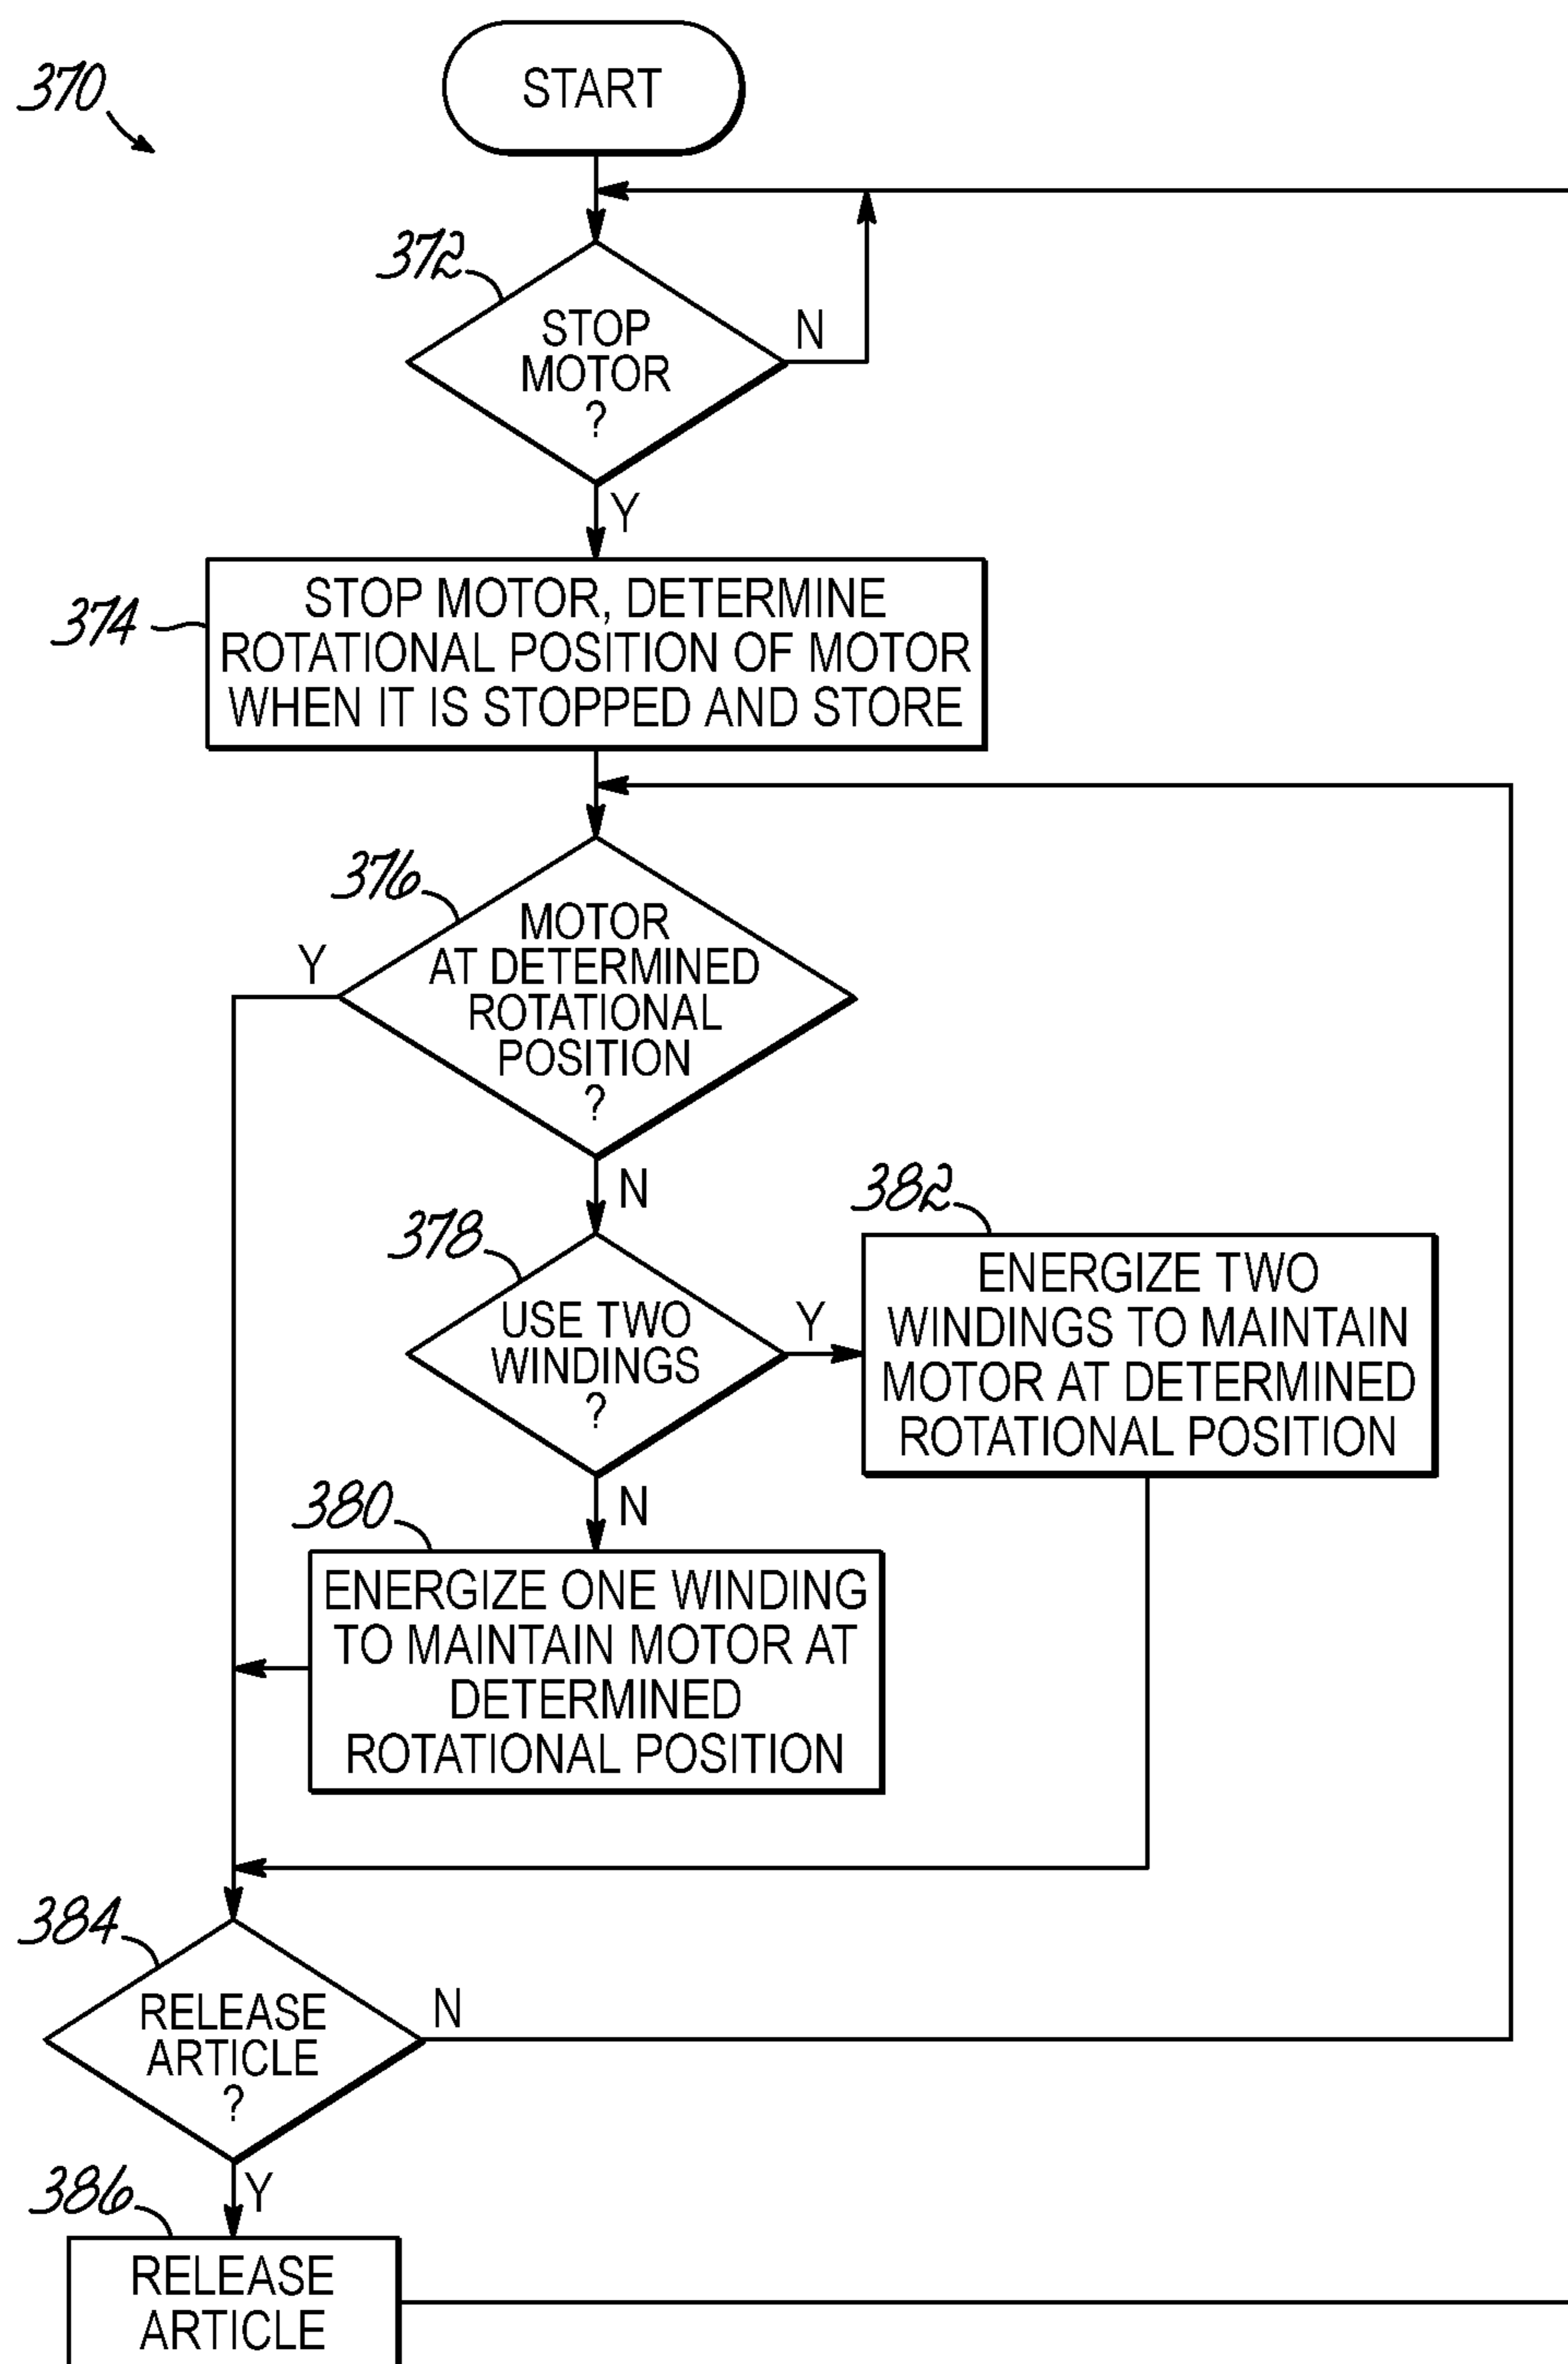 370
START
372
STOP
MOTOR
?
N
Y
374
STOP MOTOR, DETERMINE
ROTATIONAL POSITION OF MOTOR
WHEN IT IS STOPPED AND STORE
376
MOTOR
AT DETERMINED
ROTATIONAL
POSITION
?
Y
N
378
USE TWO
WINDINGS
?
Y
382
ENERGIZE TWO
WINDINGS TO MAINTAIN
MOTOR AT DETERMINED
ROTATIONAL POSITION
N
380
ENERGIZE ONE WINDING
TO MAINTAIN MOTOR AT
DETERMINED
ROTATIONAL POSITION
384
RELEASE
ARTICLE
?
N
Y
386
RELEASE
ARTICLE